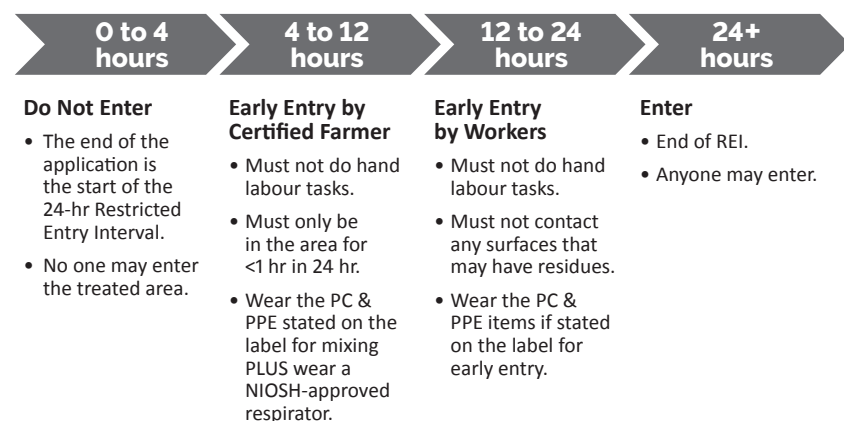 0 to 4
hours
4 to 12
hours
12 to 24
hours
24+
hours
Do Not Enter
• The end of the
application is
the start of the
24-hr Restricted
Entry Interval.
• No one may enter
the treated area.
Early Entry by
Certified Farmer
• Must not do hand
labour tasks.
• Must only be
in the area for
<1 hr in 24 hr.
• Wear the PC &
PPE stated on the
label for mixing
PLUS wear a
NIOSH-approved
respirator.
Early Entry
by Workers
• Must not do hand
labour tasks.
• Must not contact
any surfaces that
may have residues.
• Wear the PC &
PPE items if stated
on the label for
early entry.
Enter
• End of REI.
• Anyone may enter.